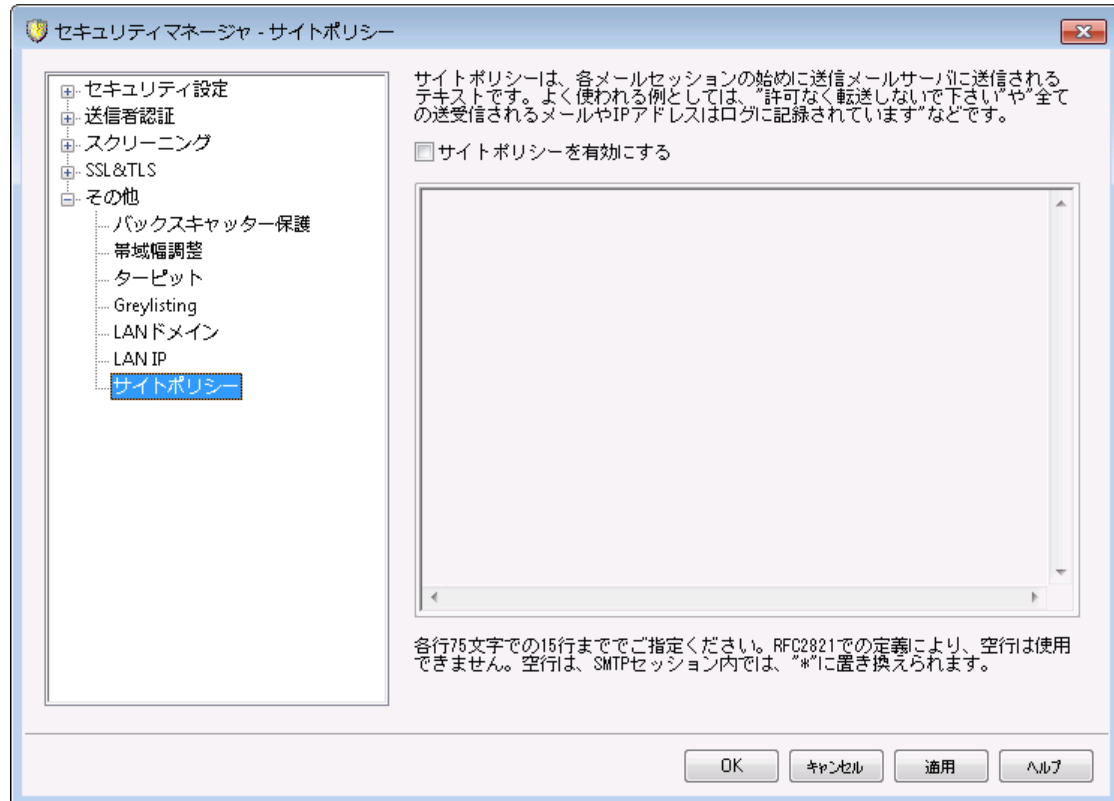 セキュリティマネージャ - サイトポリシー
セキュリティ設定
送信者認証
スクリーニング
SSL&TLS
その他
バックスキャッター保護
帯域幅調整
ターピット
Greylisting
LANドメイン
LAN IP
サイトポリシー
サイトポリシーは、各メールセッションの始めに送信メールサーバに送信される
テキストです。よく使われる例としては、"許可なく転送しないで下さい"や"全て
の送受信されるメールやIPアドレスはログに記録されています"などです。
サイトポリシーを有効にする
各行75文字での15行まででご指定ください。RFC2821での定義により、空行は使用
できません。空行は、SMTPセッション内では、"*"に置き換えられます。
OK
キャンセル
適用
ヘルプ